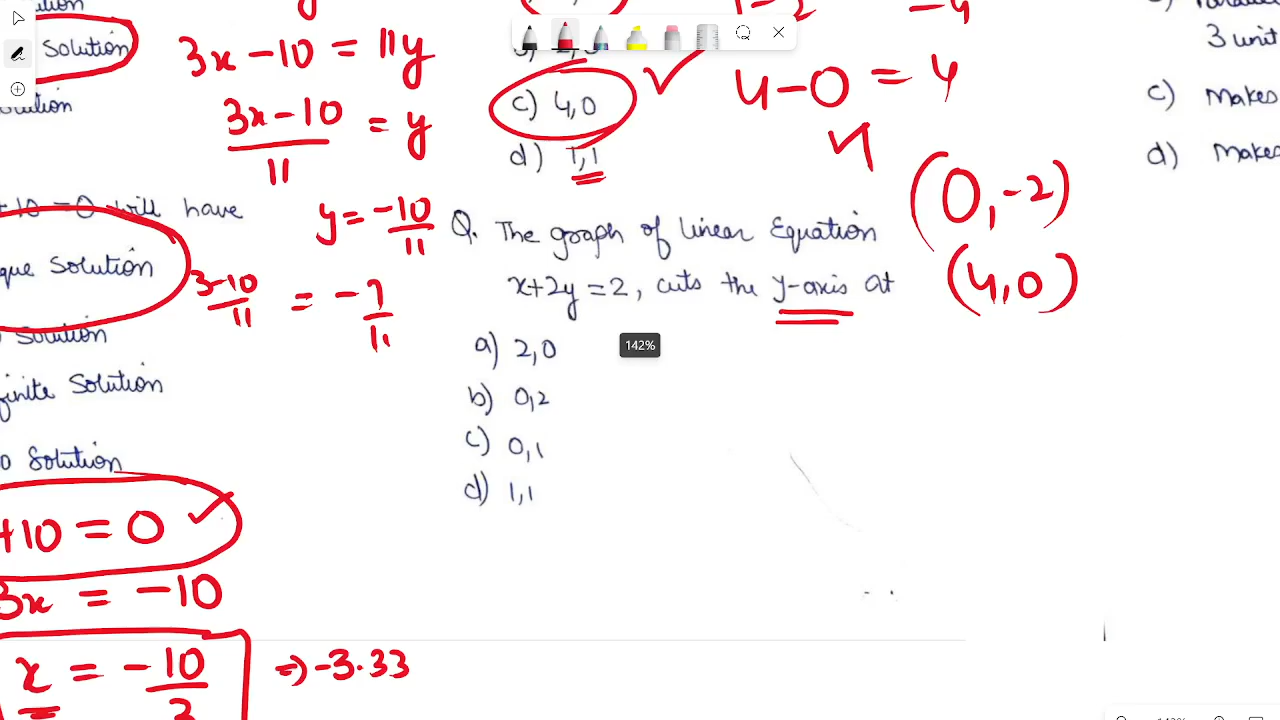 Solution
+10 = 0 will have
que Solution
Solution
finite Solution
Solution
+10 = 0
3x = -10
x = -10/3
=> -3.33
3x-10 = 11y
3x-10/11 = y
y = -10/11
3-10/11 = -7/11
c) 4,0
d) 1,1
4-0 = 4
-4
(0,-2)
(4,0)
Q. The graph of linear Equation
x+2y=2, cuts the y-axis at
a) 2,0
b) 0,2
c) 0,1
d) 1,1
142%
3 unit
c) Makes
d) Makes